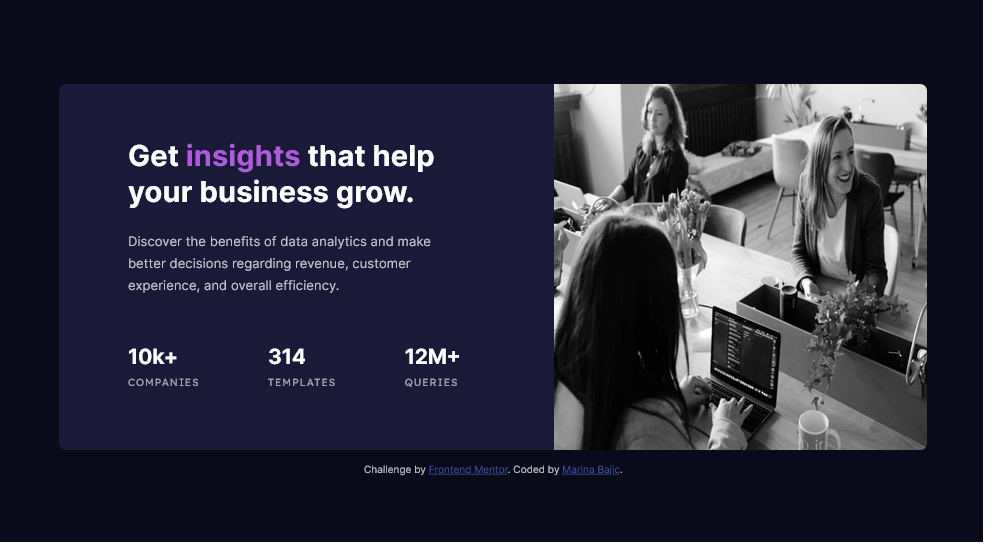 Get insights that help
your business grow.
Discover the benefits of data analytics and make
better decisions regarding revenue, customer
experience, and overall efficiency.
10k+ 314 12M+
COMPANIES TEMPLATES QUERIES
Challenge by Frontend Mentor. Coded by Marina Bajic.